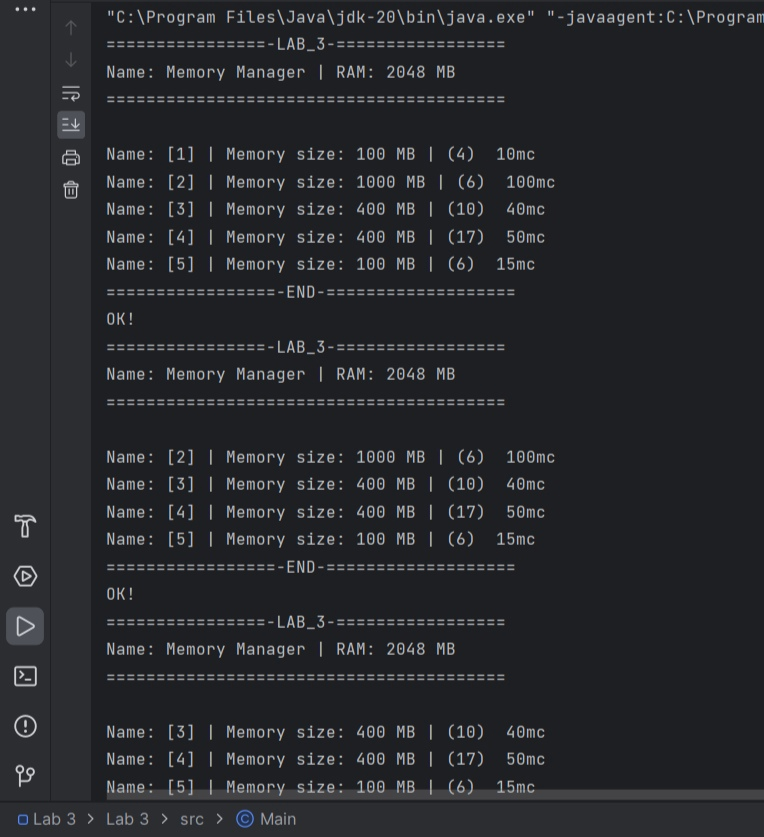 "C:\Program Files\Java\jdk-20\bin\java.exe" "-javaagent:C:\Program
================-LAB_3-=================
Name: Memory Manager | RAM: 2048 MB
========================================
Name: [1] | Memory size: 100 MB | (4)  10mc
Name: [2] | Memory size: 1000 MB | (6)  100mc
Name: [3] | Memory size: 400 MB | (10)  40mc
Name: [4] | Memory size: 400 MB | (17)  50mc
Name: [5] | Memory size: 100 MB | (6)  15mc
=================-END-===================
OK!
================-LAB_3-=================
Name: Memory Manager | RAM: 2048 MB
========================================
Name: [2] | Memory size: 1000 MB | (6)  100mc
Name: [3] | Memory size: 400 MB | (10)  40mc
Name: [4] | Memory size: 400 MB | (17)  50mc
Name: [5] | Memory size: 100 MB | (6)  15mc
=================-END-===================
OK!
================-LAB_3-=================
Name: Memory Manager | RAM: 2048 MB
========================================
Name: [3] | Memory size: 400 MB | (10)  40mc
Name: [4] | Memory size: 400 MB | (17)  50mc
Name: [5] | Memory size: 100 MB | (6)  15mc
Lab 3 > Lab 3 > src > Main